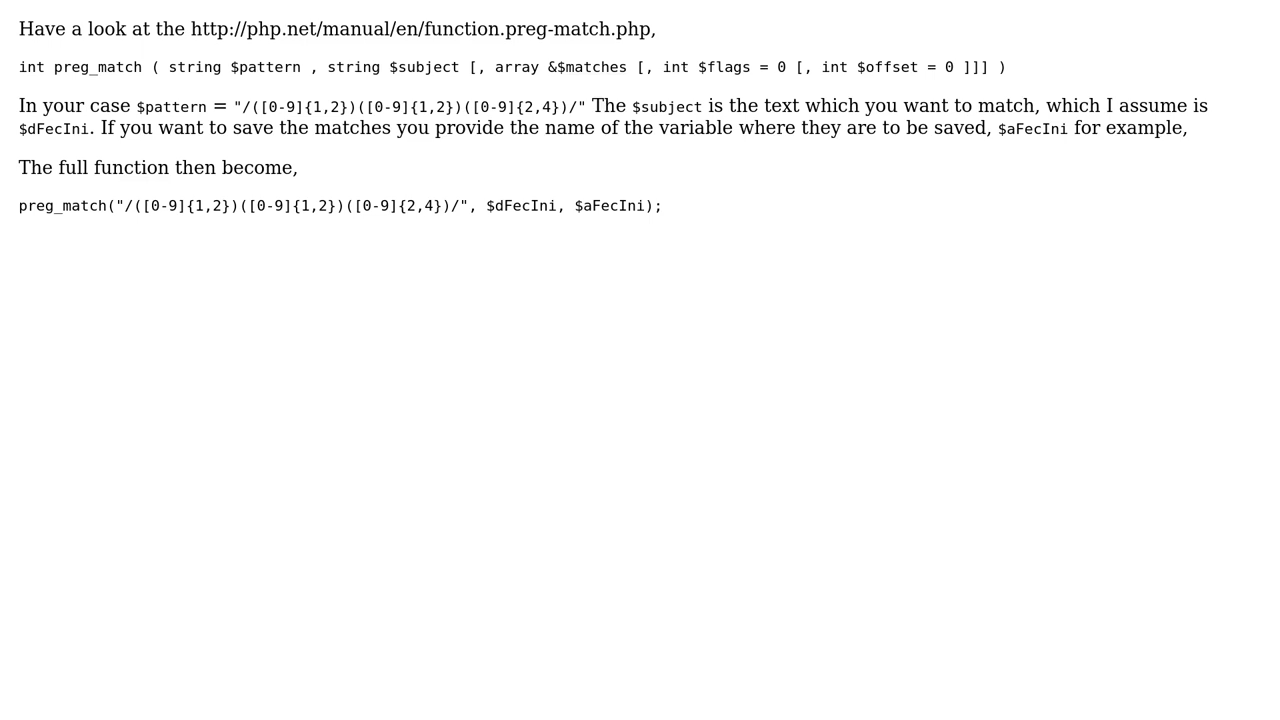 Have a look at the http://php.net/manual/en/function.preg-match.php,
int preg_match ( string $pattern , string $subject [, array &$matches [, int $flags = 0 [, int $offset = 0 ]]] )
In your case $pattern = "/([0-9]{1,2})([0-9]{1,2})([0-9]{2,4})/" The $subject is the text which you want to match, which I assume is
$dFecIni. If you want to save the matches you provide the name of the variable where they are to be saved, $aFecIni for example,
The full function then become,
preg_match("/([0-9]{1,2})([0-9]{1,2})([0-9]{2,4})/", $dFecIni, $aFecIni);